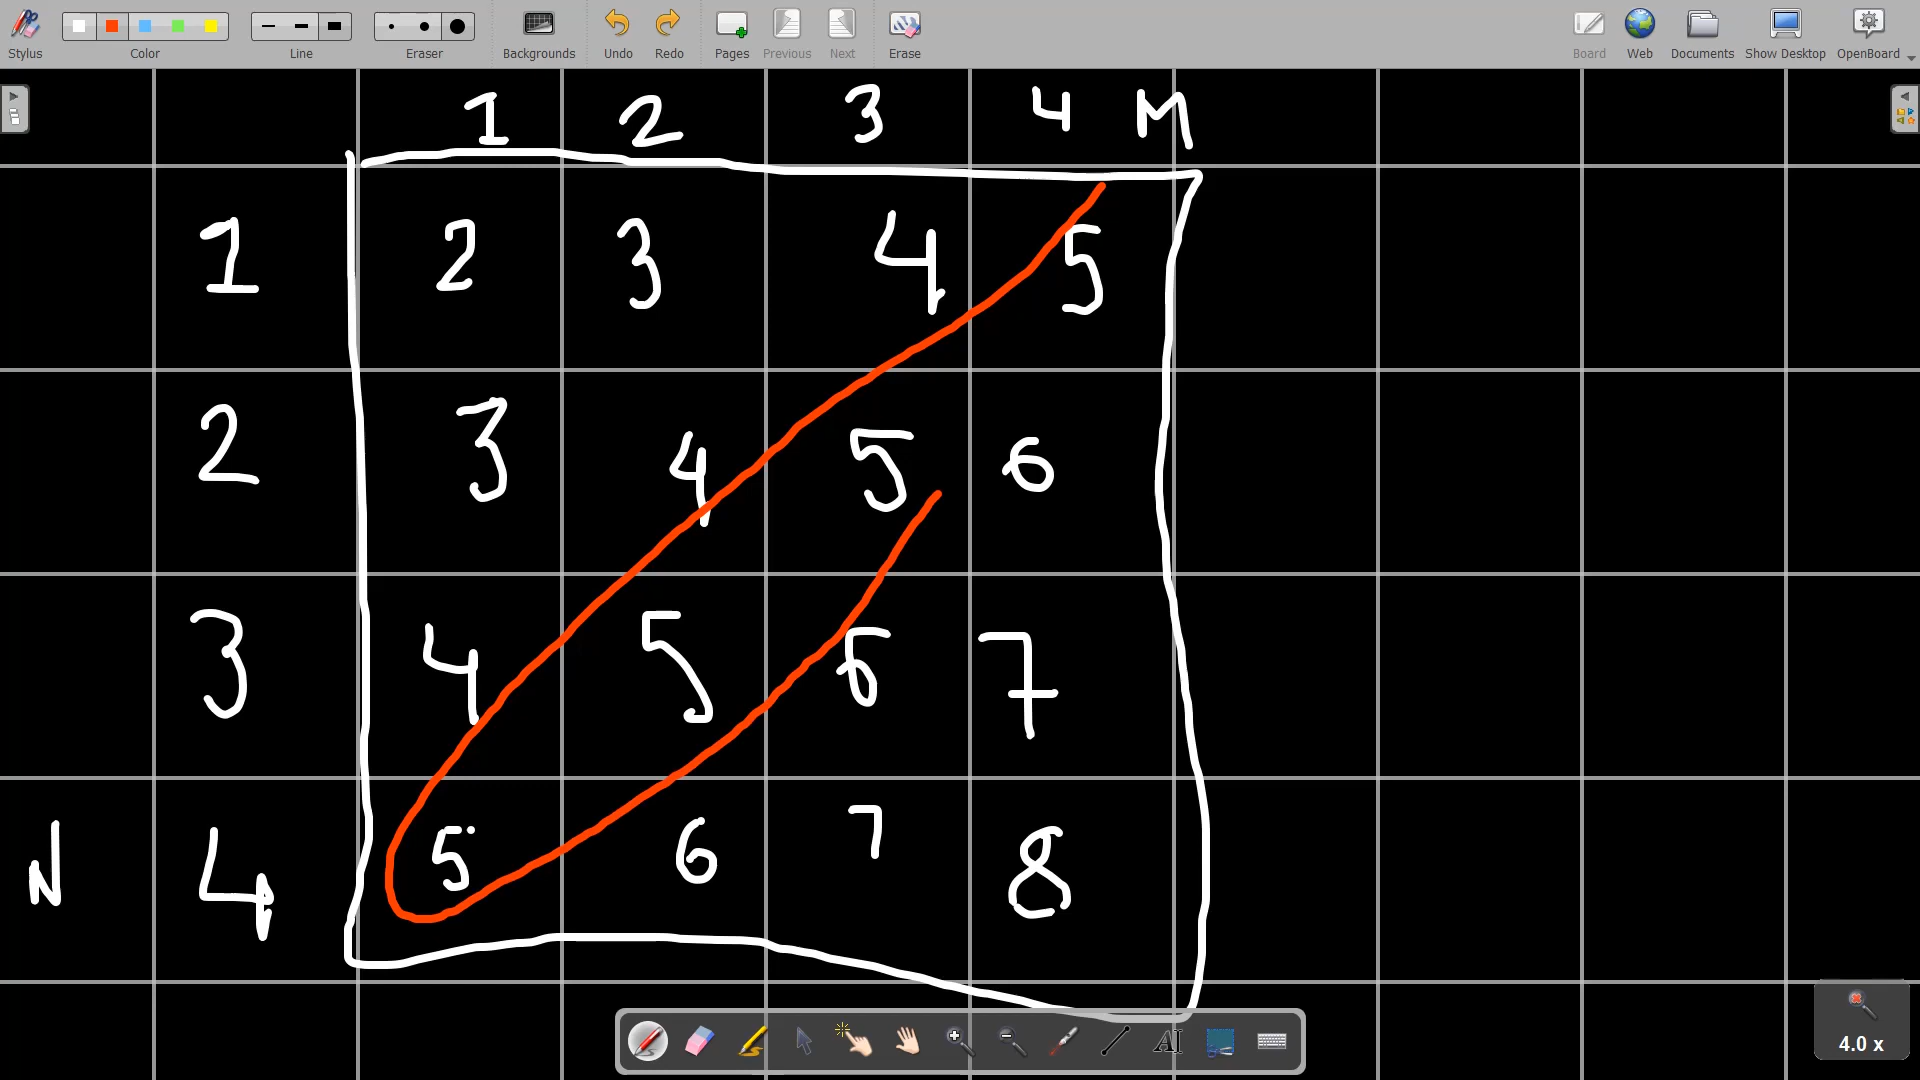 Stylus Color Line Eraser Backgrounds Undo Redo Pages Previous Next Erase Board Web Documents Show Desktop OpenBoard
1 2 3 4 M
1 2 3 4 5
2 3 4 5 6
3 4 5 6 7
N 4 5 6 7 8
AI
4.0 x